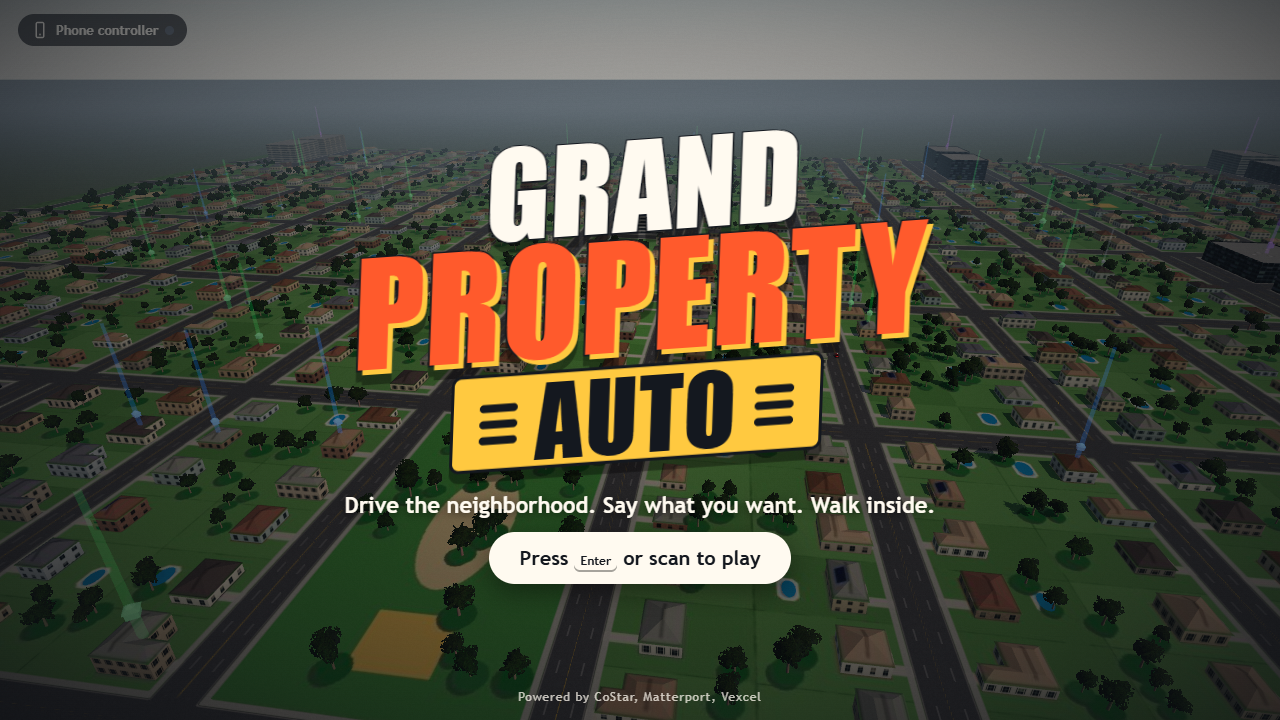 Phone controller
GRAND
PROPERTY
AUTO
Drive the neighborhood. Say what you want. Walk inside.
Press Enter or scan to play
Powered by CoStar, Matterport, Vexcel